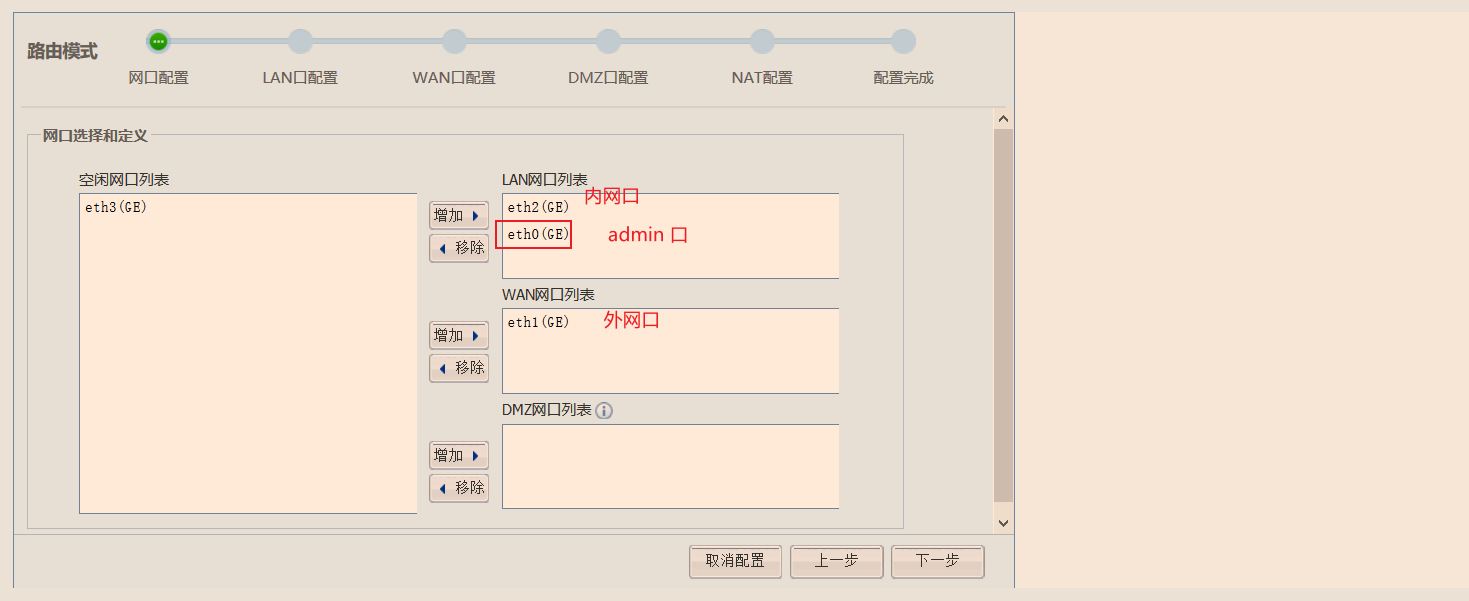 路由模式
网口配置
LAN口配置
WAN口配置
DMZ口配置
NAT配置
配置完成
网口选择和定义
空闲网口列表
eth3(GE)
增加
移除
LAN网口列表
内网口
eth2(GE)
eth0(GE)
admin 口
增加
移除
WAN网口列表
eth1(GE)
外网口
增加
移除
DMZ网口列表
取消配置
上一步
下一步